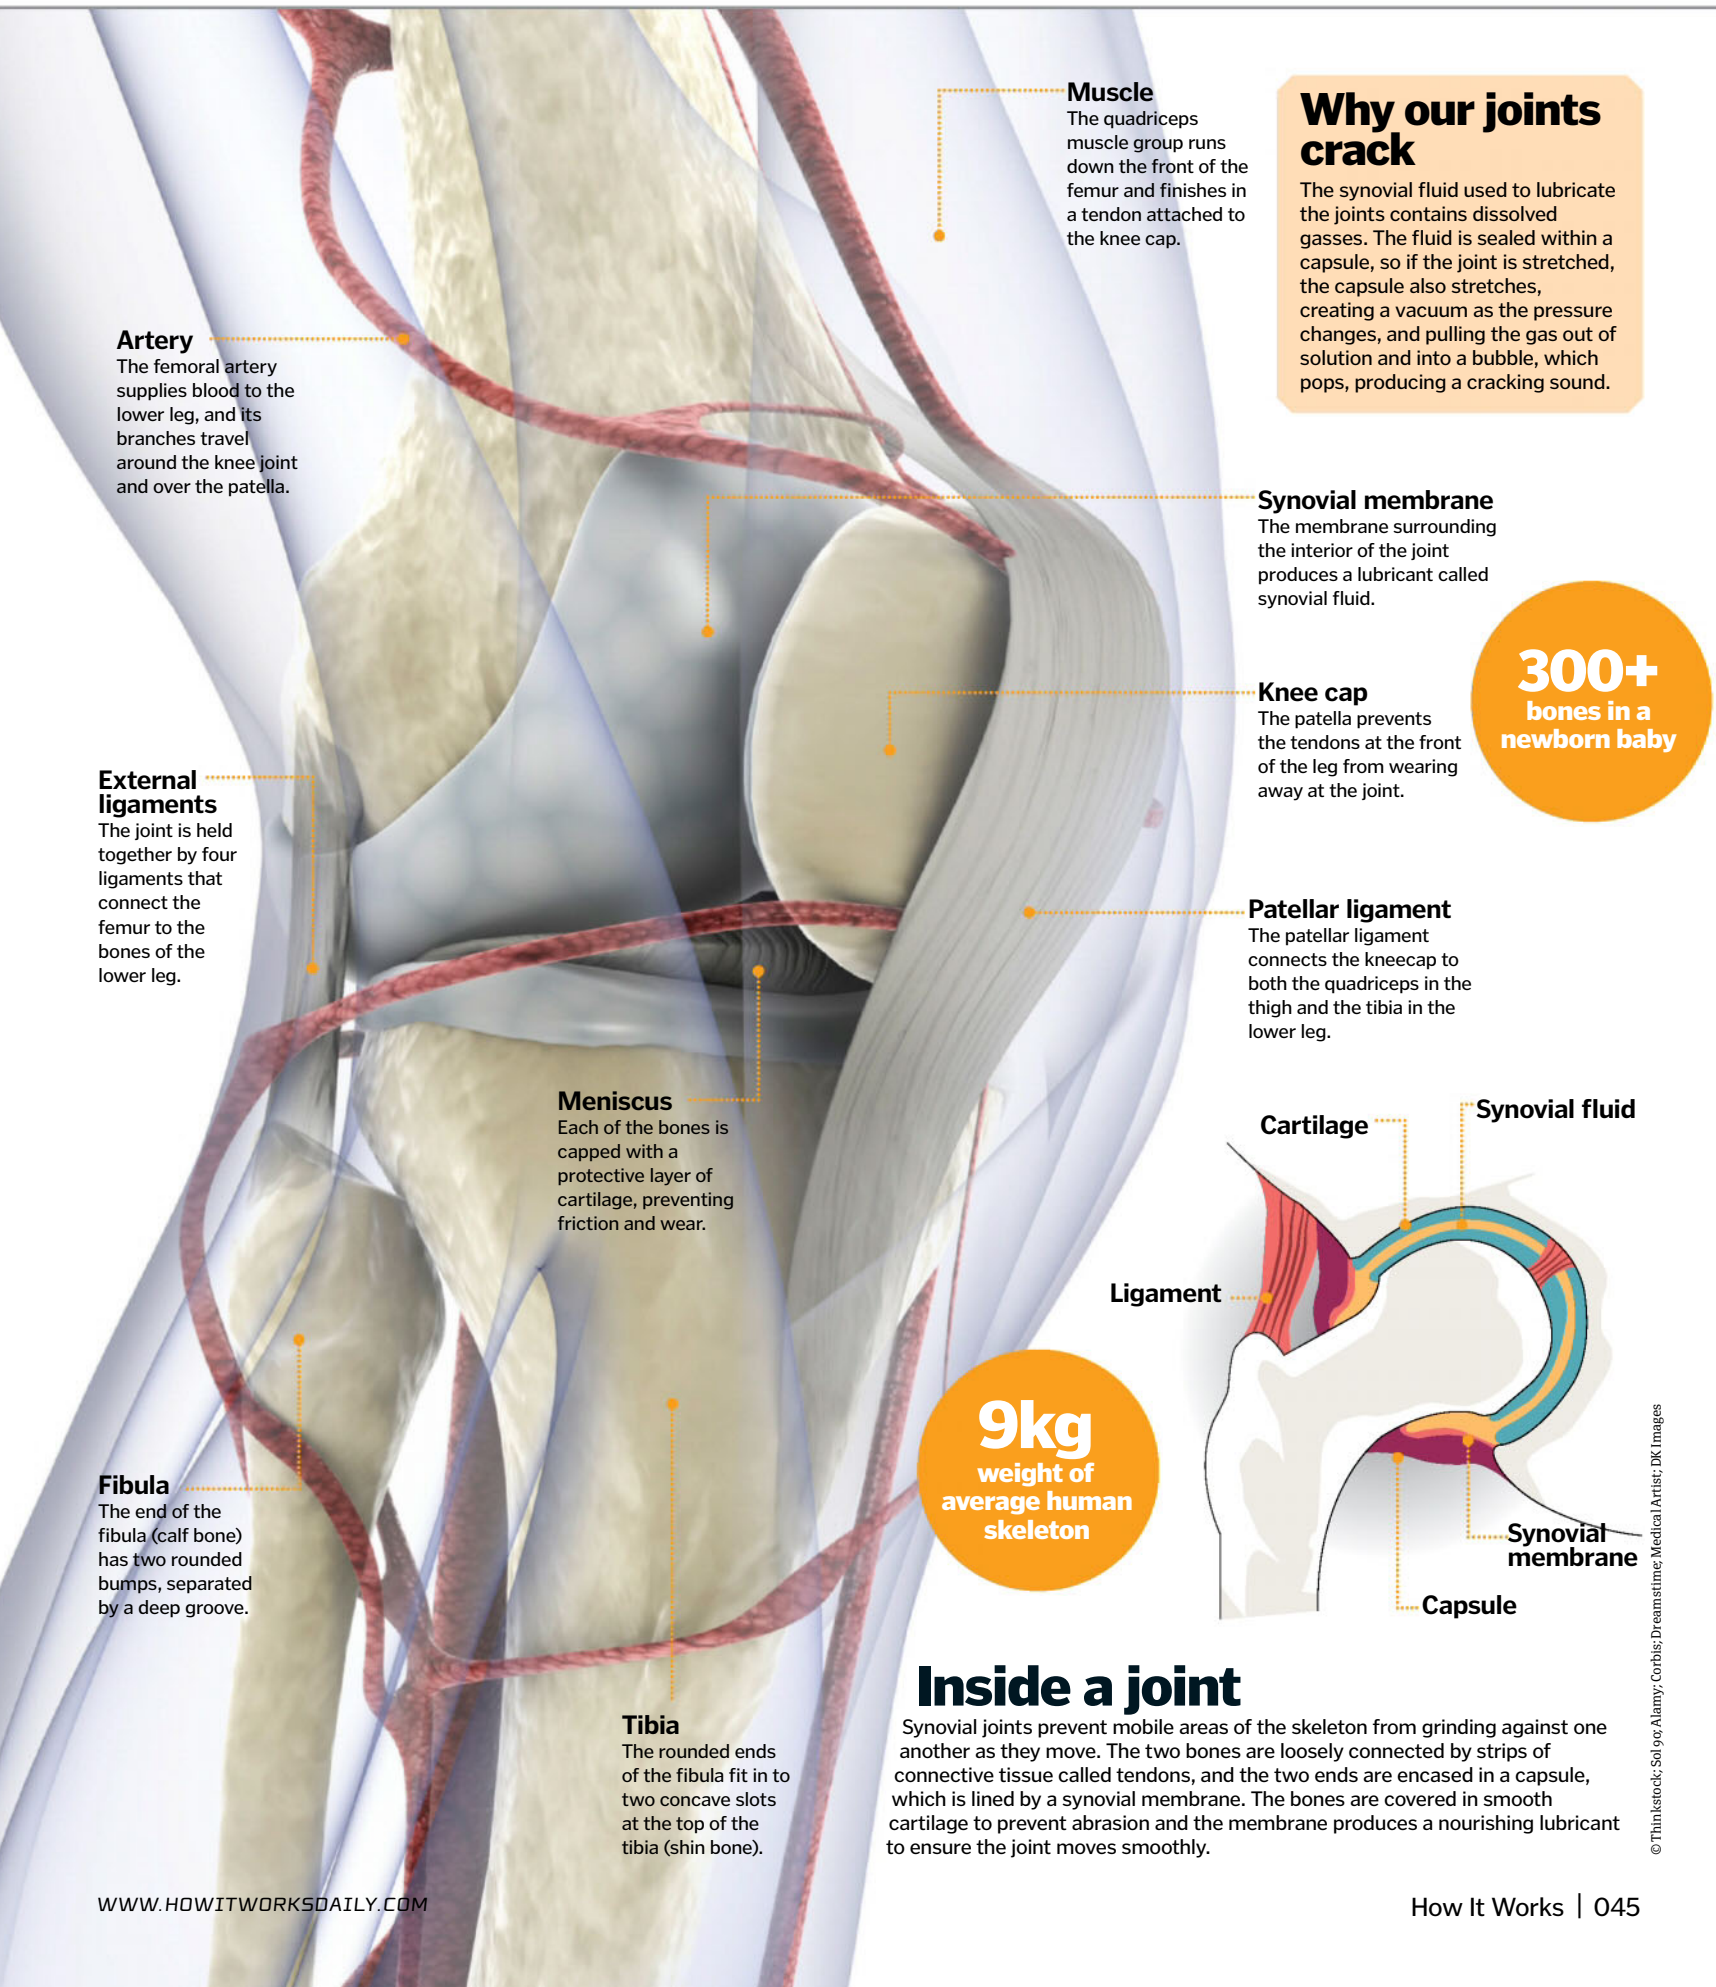 Muscle
The quadriceps
muscle group runs
down the front of the
femur and finishes in
a tendon attached to
the knee cap.
Why our joints
crack
The synovial fluid used to lubricate
the joints contains dissolved
gasses. The fluid is sealed within a
capsule, so if the joint is stretched,
the capsule also stretches,
creating a vacuum as the pressure
changes, and pulling the gas out of
solution and into a bubble, which
pops, producing a cracking sound.
Artery
The femoral artery
supplies blood to the
lower leg, and its
branches travel
around the knee joint
and over the patella.
Synovial membrane
The membrane surrounding
the interior of the joint
produces a lubricant called
synovial fluid.
300+
bones in a
newborn baby
Knee cap
The patella prevents
the tendons at the front
of the leg from wearing
away at the joint.
External
ligaments
The joint is held
together by four
ligaments that
connect the
femur to the
bones of the
lower leg.
Patellar ligament
The patellar ligament
connects the kneecap to
both the quadriceps in the
thigh and the tibia in the
lower leg.
Meniscus
Each of the bones is
capped with a
protective layer of
cartilage, preventing
friction and wear.
Cartilage
Synovial fluid
Ligament
Synovial
membrane
Capsule
9kg
weight of
average human
skeleton
Fibula
The end of the
fibula (calf bone)
has two rounded
bumps, separated
by a deep groove.
Tibia
The rounded ends
of the fibula fit in to
two concave slots
at the top of the
tibia (shin bone).
Inside a joint
Synovial joints prevent mobile areas of the skeleton from grinding against one
another as they move. The two bones are loosely connected by strips of
connective tissue called tendons, and the two ends are encased in a capsule,
which is lined by a synovial membrane. The bones are covered in smooth
cartilage to prevent abrasion and the membrane produces a nourishing lubricant
to ensure the joint moves smoothly.
© Thinkstock; Sol 90; Alamy; Corbis; Dreamstime; Medical Artist; DK Images
WWW.HOWITWORKSDAILY.COM
How It Works | 045